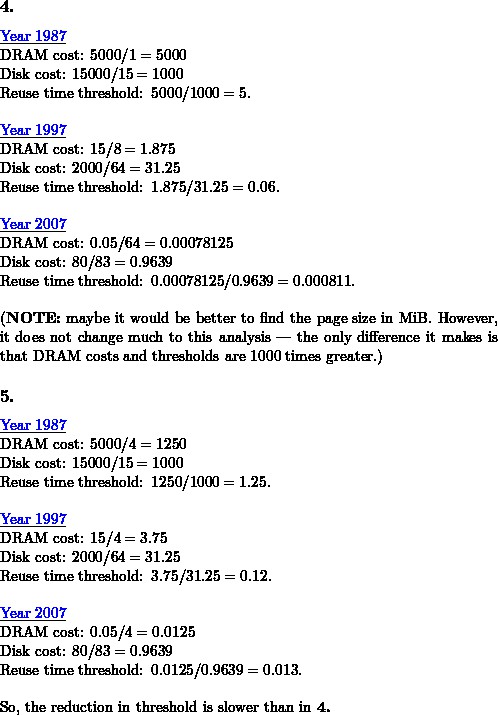 4.
Year 1987
DRAM cost: 5000/1 = 5000
Disk cost: 15000/15 = 1000
Reuse time threshold: 5000/1000 = 5.
Year 1997
DRAM cost: 15/8 = 1.875
Disk cost: 2000/64 = 31.25
Reuse time threshold: 1.875/31.25 = 0.06.
Year 2007
DRAM cost: 0.05/64 = 0.00078125
Disk cost: 80/83 = 0.9639
Reuse time threshold: 0.00078125/0.9639 = 0.000811.
(NOTE: maybe it would be better to find the page size in MiB. However,
it does not change much to this analysis — the only difference it makes is
that DRAM costs and thresholds are 1000 times greater.)
5.
Year 1987
DRAM cost: 5000/4 = 1250
Disk cost: 15000/15 = 1000
Reuse time threshold: 1250/1000 = 1.25.
Year 1997
DRAM cost: 15/4 = 3.75
Disk cost: 2000/64 = 31.25
Reuse time threshold: 3.75/31.25 = 0.12.
Year 2007
DRAM cost: 0.05/4 = 0.0125
Disk cost: 80/83 = 0.9639
Reuse time threshold: 0.0125/0.9639 = 0.013.
So, the reduction in threshold is slower than in 4.